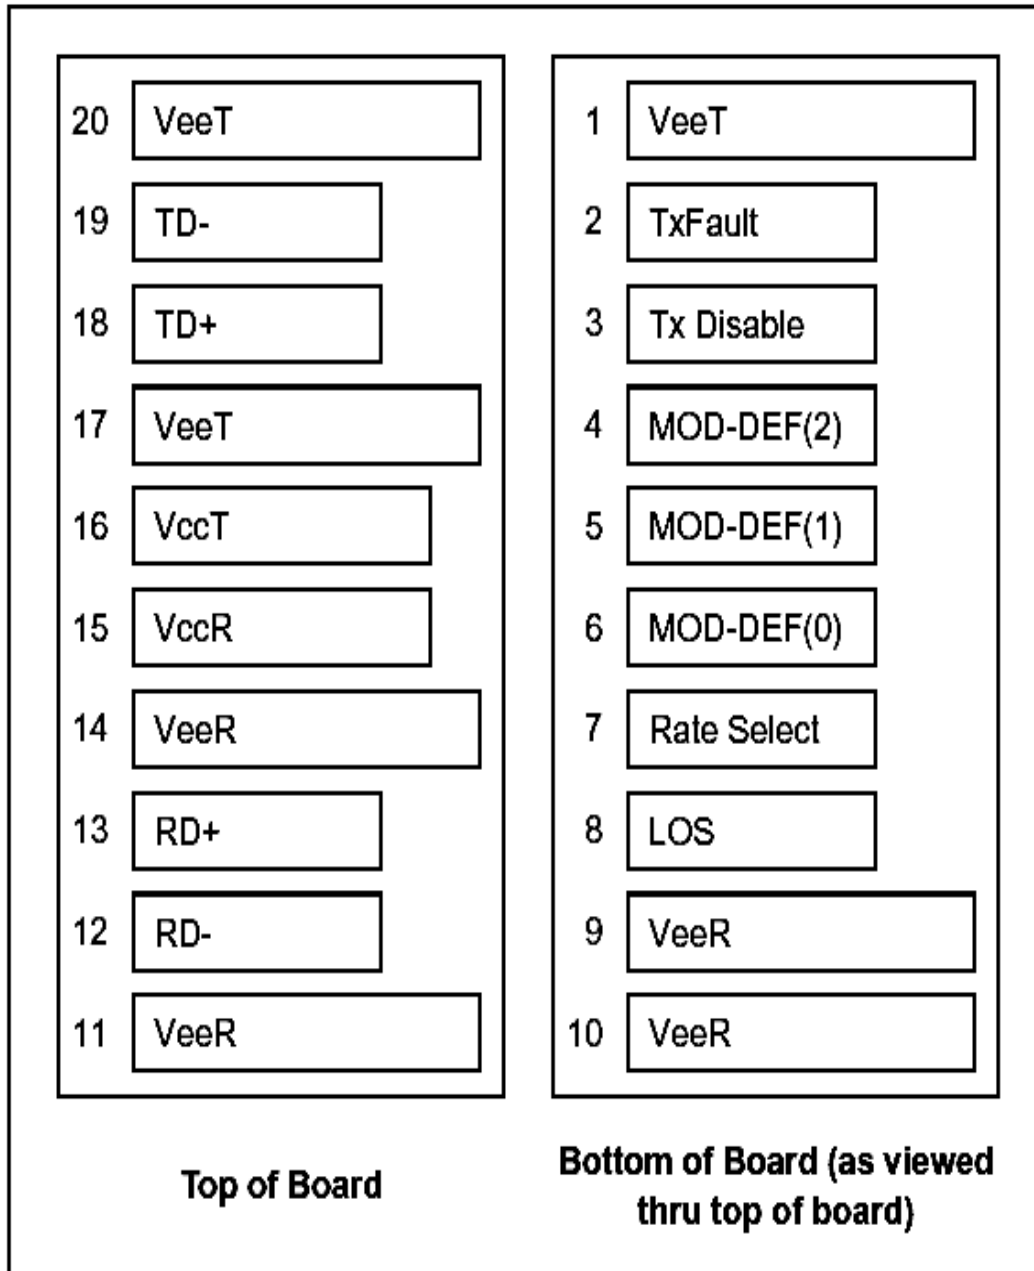 20 VeeT
19 TD-
18 TD+
17 VeeT
16 VccT
15 VccR
14 VeeR
13 RD+
12 RD-
11 VeeR
Top of Board
1 VeeT
2 TxFault
3 Tx Disable
4 MOD-DEF(2)
5 MOD-DEF(1)
6 MOD-DEF(0)
7 Rate Select
8 LOS
9 VeeR
10 VeeR
Bottom of Board (as viewed
thru top of board)